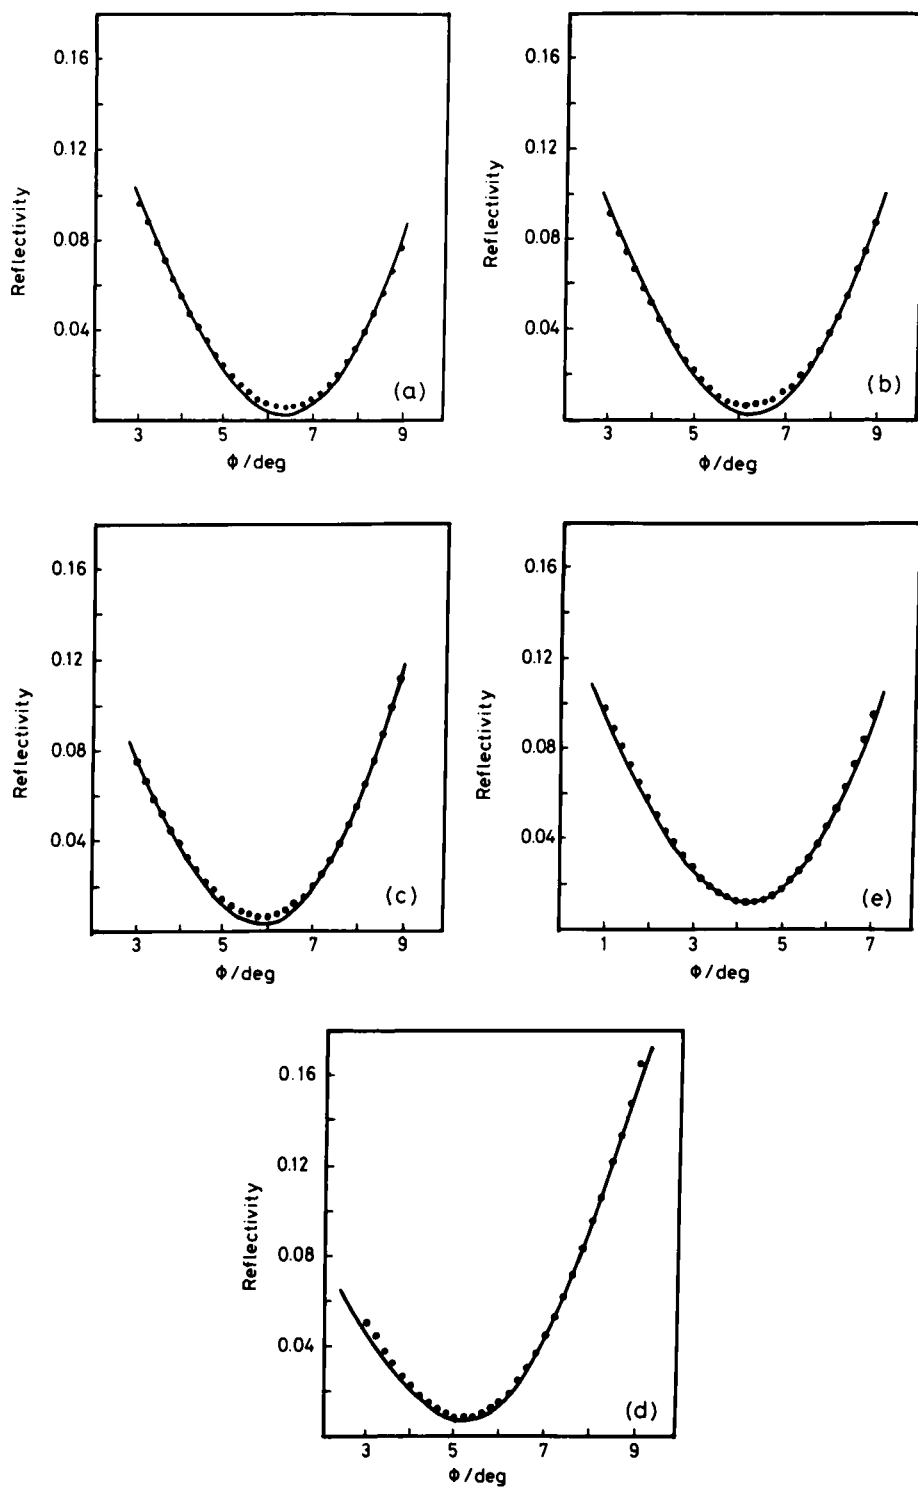 0.16
0.12
0.08
0.04
Reflectivity
3 5 7 9
ϕ/deg
(a)
0.16
0.12
0.08
0.04
Reflectivity
3 5 7 9
ϕ/deg
(b)
0.16
0.12
0.08
0.04
Reflectivity
3 5 7 9
ϕ/deg
(c)
0.16
0.12
0.08
0.04
Reflectivity
1 3 5 7
ϕ/deg
(e)
0.16
0.12
0.08
0.04
Reflectivity
3 5 7 9
ϕ/deg
(d)